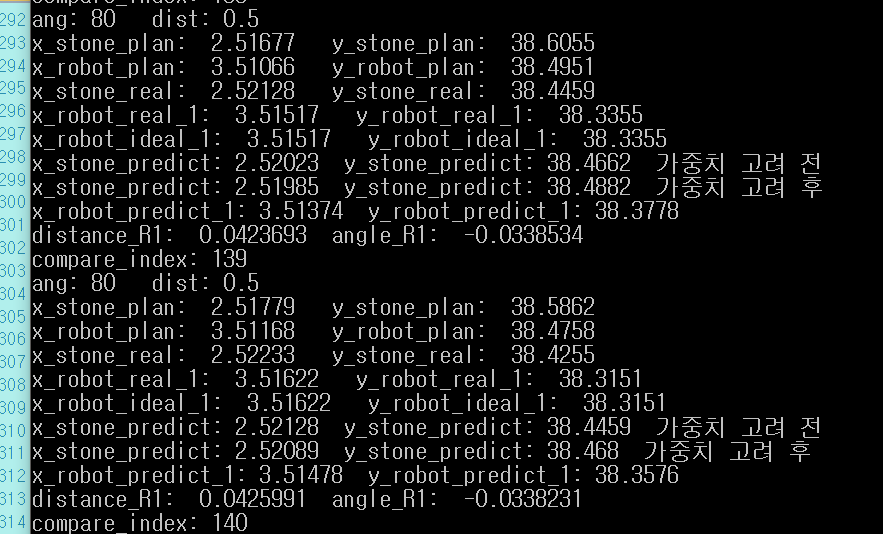 292
ang: 80 dist: 0.5
293
x_stone_plan: 2.51677 y_stone_plan: 38.6055
294
x_robot_plan: 3.51066 y_robot_plan: 38.4951
295
x_stone_real: 2.52128 y_stone_real: 38.4459
296
x_robot_real_1: 3.51517 y_robot_real_1: 38.3355
297
x_robot_ideal_1: 3.51517 y_robot_ideal_1: 38.3355
298
x_stone_predict: 2.52023 y_stone_predict: 38.4662 가중치 고려 전
299
x_stone_predict: 2.51985 y_stone_predict: 38.4882 가중치 고려 후
300
x_robot_predict_1: 3.51374 y_robot_predict_1: 38.3778
301
distance_R1: 0.0423693 angle_R1: -0.0338534
302
compare_index: 139
303
ang: 80 dist: 0.5
304
x_stone_plan: 2.51779 y_stone_plan: 38.5862
305
x_robot_plan: 3.51168 y_robot_plan: 38.4758
306
x_stone_real: 2.52233 y_stone_real: 38.4255
307
x_robot_real_1: 3.51622 y_robot_real_1: 38.3151
308
x_robot_ideal_1: 3.51622 y_robot_ideal_1: 38.3151
309
x_stone_predict: 2.52128 y_stone_predict: 38.4459 가중치 고려 전
310
x_stone_predict: 2.52089 y_stone_predict: 38.468 가중치 고려 후
311
x_robot_predict_1: 3.51478 y_robot_predict_1: 38.3576
312
distance_R1: 0.0425991 angle_R1: -0.0338231
313
compare_index: 140
314